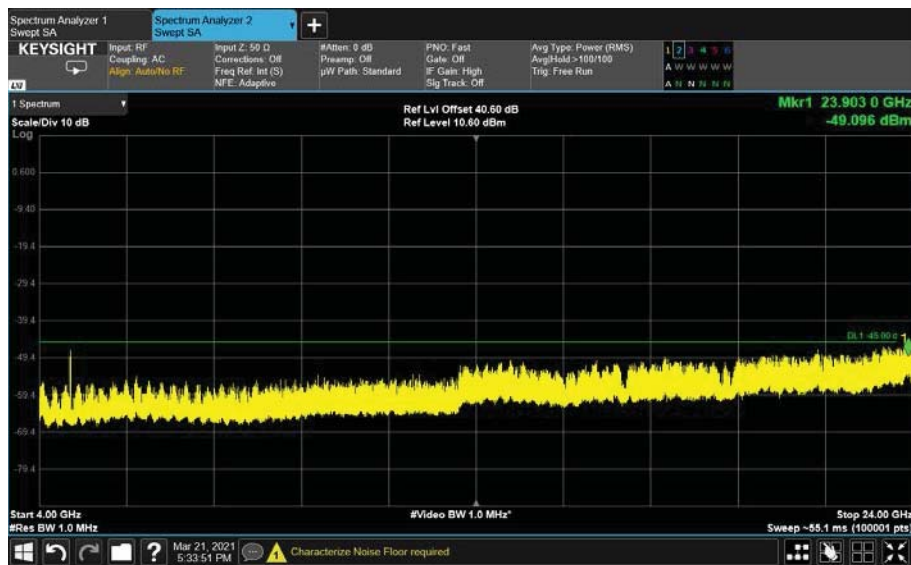 Spectrum Analyzer 1
Swept SA
Spectrum Analyzer 2
Swept SA
+
KEYSIGHT
Input: RF
Coupling: AC
Align: Auto/No RF
Input Z: 50 Ω
Corrections: Off
Freq Ref: Int (S)
NFE: Adaptive
#Atten: 0 dB
Preamp: Off
µW Path: Standard
PNO: Fast
Gate: Off
IF Gain: High
Sig Track: Off
Avg Type: Power (RMS)
Avg|Hold:>100/100
Trig: Free Run
1 2 3 4 5 6
A W W W W W
A N N N N N
LXI
1 Spectrum
Scale/Div 10 dB
Log
Ref Lvl Offset 40.60 dB
Ref Level 10.60 dBm
Mkr1 23.903 0 GHz
-49.096 dBm
0.600
-9.40
-19.4
-29.4
-39.4
-49.4
-59.4
-69.4
-79.4
1
Start 4.00 GHz
#Res BW 1.0 MHz
#Video BW 1.0 MHz*
Stop 24.00 GHz
Sweep ~55.1 ms (100001 pts)
?
Mar 21, 2021
5:33:51 PM
1
Characterize Noise Floor required